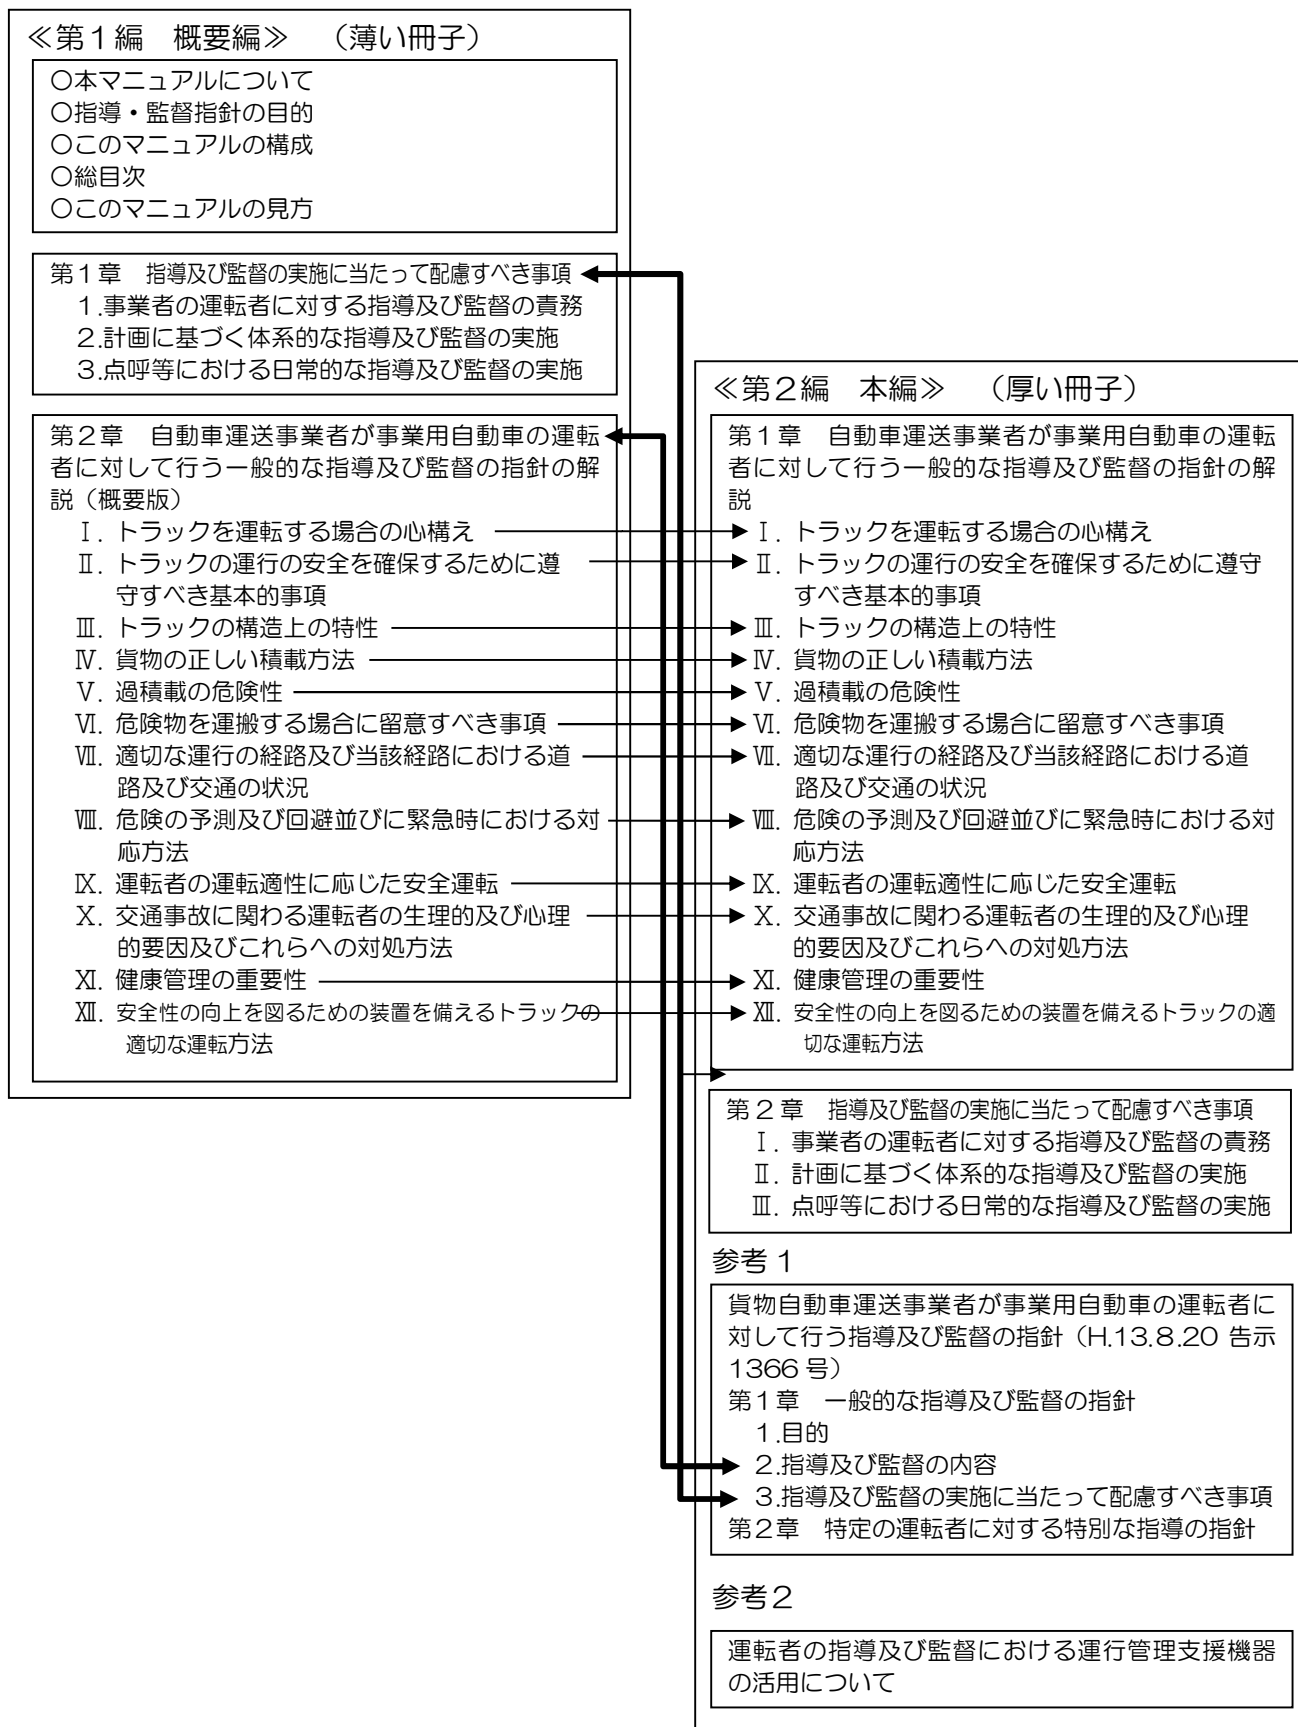 ≪第1編　概要編≫　（薄い冊子）
○本マニュアルについて
○指導・監督指針の目的
○このマニュアルの構成
○総目次
○このマニュアルの見方
第1章　指導及び監督の実施に当たって配慮すべき事項
1.事業者の運転者に対する指導及び監督の責務
2.計画に基づく体系的な指導及び監督の実施
3.点呼等における日常的な指導及び監督の実施
第2章　自動車運送事業者が事業用自動車の運転
者に対して行う一般的な指導及び監督の指針の解
説（概要版）
Ⅰ. トラックを運転する場合の心構え
Ⅱ. トラックの運行の安全を確保するために遵
守すべき基本的事項
Ⅲ. トラックの構造上の特性
Ⅳ. 貨物の正しい積載方法
Ⅴ. 過積載の危険性
Ⅵ. 危険物を運搬する場合に留意すべき事項
Ⅶ. 適切な運行の経路及び当該経路における道
路及び交通の状況
Ⅷ. 危険の予測及び回避並びに緊急時における対
応方法
Ⅸ. 運転者の運転適性に応じた安全運転
Ⅹ. 交通事故に関わる運転者の生理的及び心理
的要因及びこれらへの対処方法
Ⅺ. 健康管理の重要性
Ⅻ. 安全性の向上を図るための装置を備えるトラックの
適切な運転方法
≪第2編　本編≫　（厚い冊子）
第1章　自動車運送事業者が事業用自動車の運転
者に対して行う一般的な指導及び監督の指針の解
説
Ⅰ. トラックを運転する場合の心構え
Ⅱ. トラックの運行の安全を確保するために遵守
すべき基本的事項
Ⅲ. トラックの構造上の特性
Ⅳ. 貨物の正しい積載方法
Ⅴ. 過積載の危険性
Ⅵ. 危険物を運搬する場合に留意すべき事項
Ⅶ. 適切な運行の経路及び当該経路における道
路及び交通の状況
Ⅷ. 危険の予測及び回避並びに緊急時における対
応方法
Ⅸ. 運転者の運転適性に応じた安全運転
Ⅹ. 交通事故に関わる運転者の生理的及び心理
的要因及びこれらへの対処方法
Ⅺ. 健康管理の重要性
Ⅻ. 安全性の向上を図るための装置を備えるトラックの適
切な運転方法
第2章　指導及び監督の実施に当たって配慮すべき事項
Ⅰ. 事業者の運転者に対する指導及び監督の責務
Ⅱ. 計画に基づく体系的な指導及び監督の実施
Ⅲ. 点呼等における日常的な指導及び監督の実施
参考1
貨物自動車運送事業者が事業用自動車の運転者に
対して行う指導及び監督の指針（H.13.8.20 告示
1366号）
第1章　一般的な指導及び監督の指針
1.目的
2.指導及び監督の内容
3.指導及び監督の実施に当たって配慮すべき事項
第2章　特定の運転者に対する特別な指導の指針
参考2
運転者の指導及び監督における運行管理支援機器
の活用について